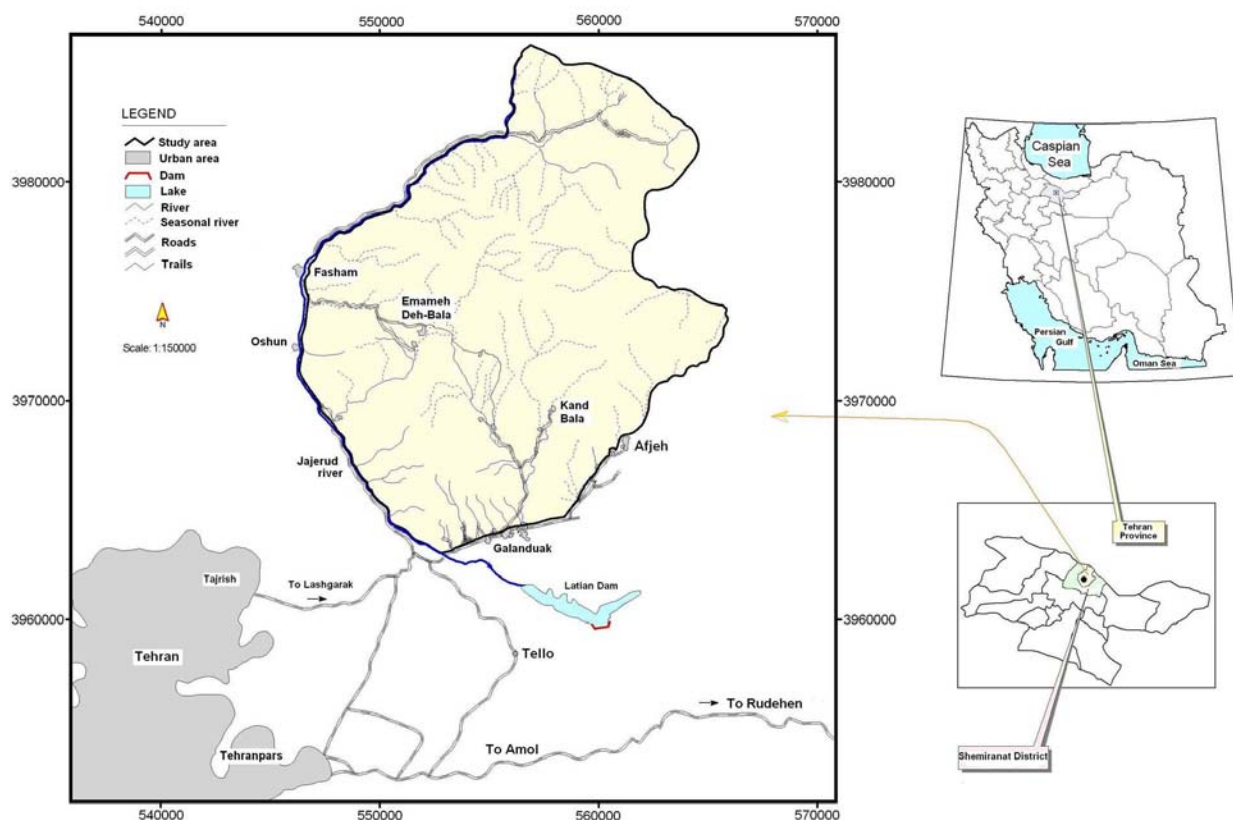 540000
550000
560000
570000
LEGEND
Study area
Urban area
Dam
Lake
River
Seasonal river
Roads
Trails
N
Scale: 1:150000
3980000
3980000
Fasham
Emameh
Deh-Bala
Oshun
3970000
3970000
Kand
Bala
Afjeh
Jajerud
river
Galanduak
Tajrish
To Lashgarak
Latian Dam
3960000
3960000
Tehran
Tello
To Rudehen
Tehranpars
To Amol
540000
550000
560000
570000
Caspian
Sea
Persian
Gulf
Oman Sea
Tehran
Province
Shemiranat District